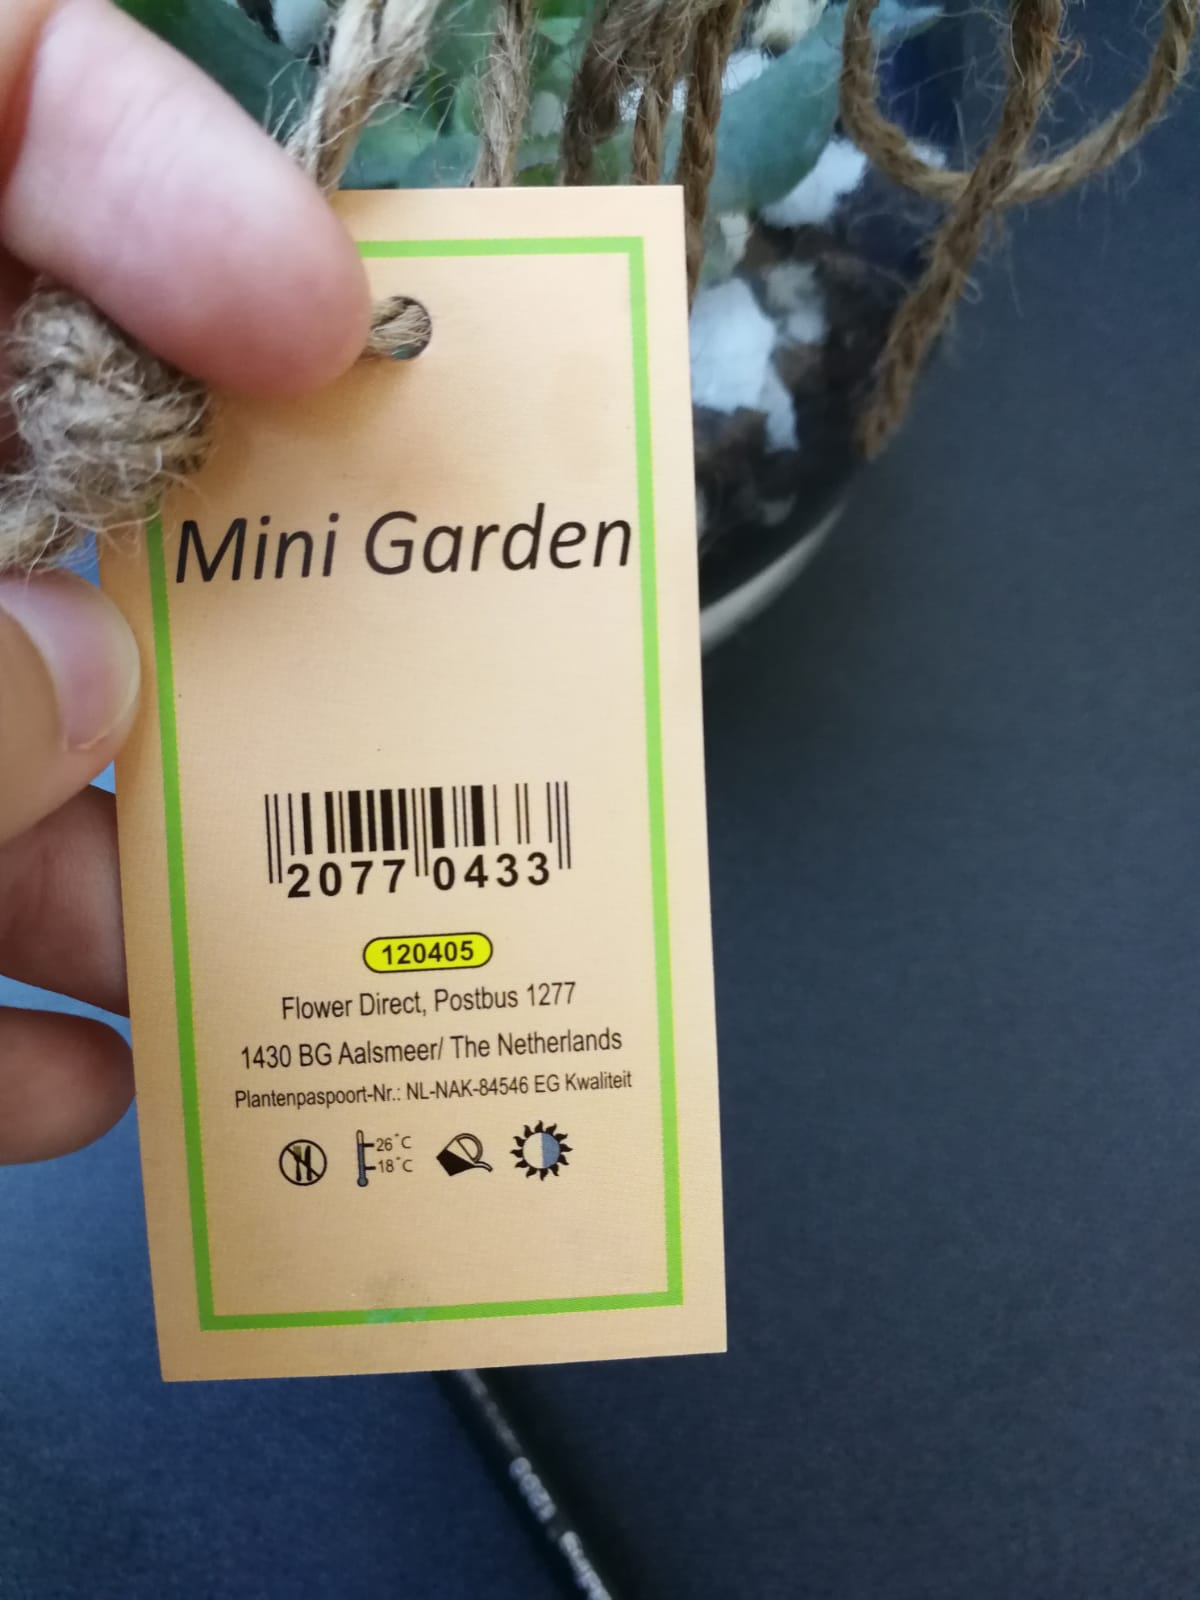 Mini Garden
2077 0433
120405
Flower Direct, Postbus 1277
1430 BG Aalsmeer/ The Netherlands
Plantenpaspoort-Nr.: NL-NAK-84546 EG Kwaliteit
26°C
18°C